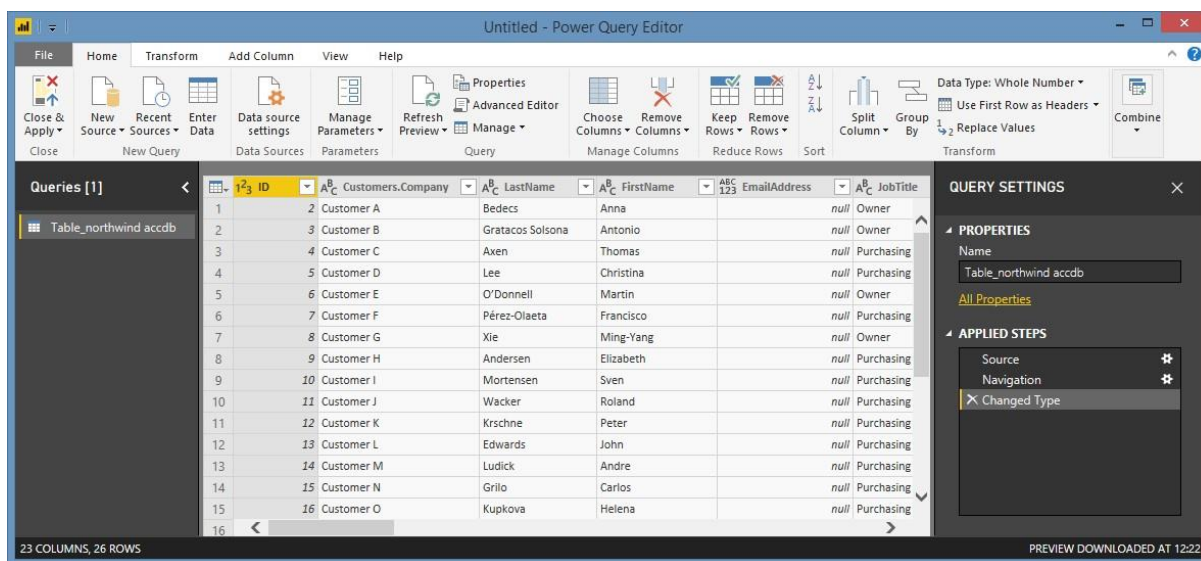 Untitled - Power Query Editor
File Home Transform Add Column View Help
Close & Apply
New Source
Recent Sources
Enter Data
Data source settings
Manage Parameters
Refresh Preview
Properties
Advanced Editor
Manage
Choose Columns
Remove Columns
Keep Rows
Remove Rows
Split Column
Group By
Data Type: Whole Number
Use First Row as Headers
Replace Values
Combine
Close New Query Data Sources Parameters Query Manage Columns Reduce Rows Sort Transform
Queries [1]
Table_northwind accdb
ID Customers.Company LastName FirstName EmailAddress JobTitle
1 2 Customer A Bedecs Anna null Owner
2 3 Customer B Gratacos Solsona Antonio null Owner
3 4 Customer C Axen Thomas null Purchasing
4 5 Customer D Lee Christina null Purchasing
5 6 Customer E O'Donnell Martin null Owner
6 7 Customer F Pérez-Olaeta Francisco null Purchasing
7 8 Customer G Xie Ming-Yang null Owner
8 9 Customer H Andersen Elizabeth null Purchasing
9 10 Customer I Mortensen Sven null Purchasing
10 11 Customer J Wacker Roland null Purchasing
11 12 Customer K Krschne Peter null Purchasing
12 13 Customer L Edwards John null Purchasing
13 14 Customer M Ludick Andre null Purchasing
14 15 Customer N Grilo Carlos null Purchasing
15 16 Customer O Kupkova Helena null Purchasing
16
QUERY SETTINGS
PROPERTIES
Name
Table_northwind accdb
All Properties
APPLIED STEPS
Source
Navigation
Changed Type
23 COLUMNS, 26 ROWS
PREVIEW DOWNLOADED AT 12:22